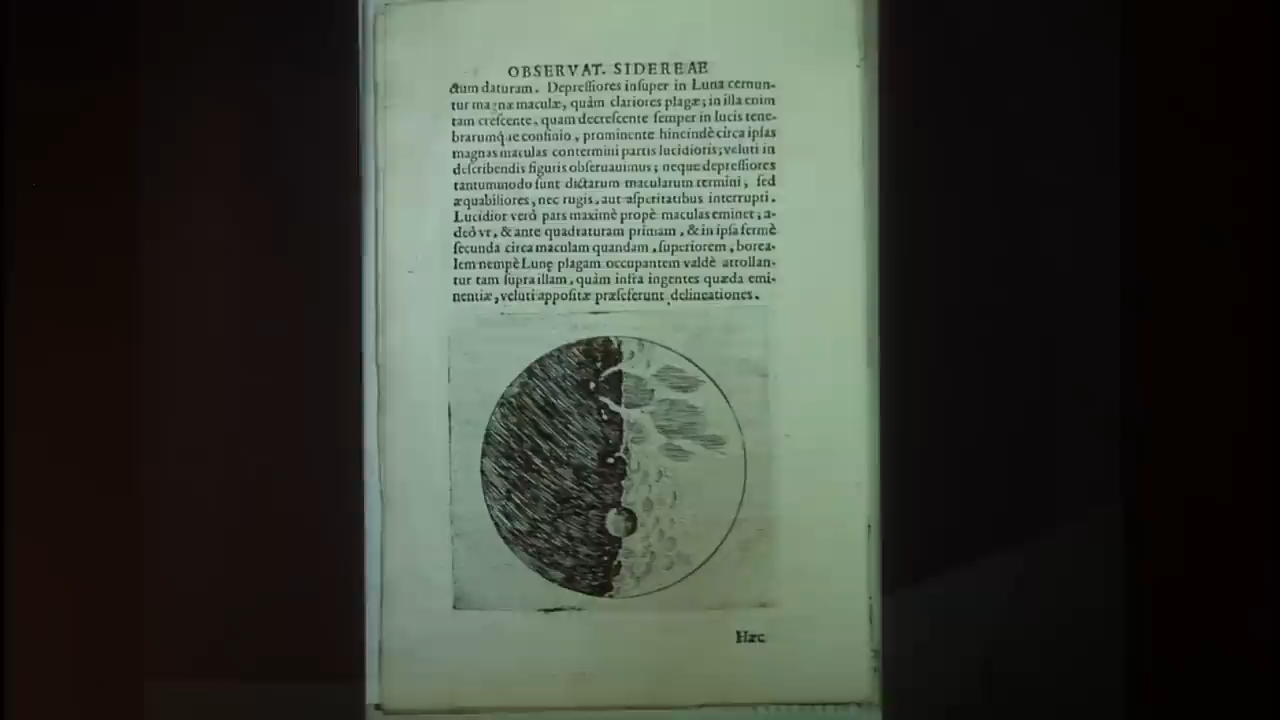 OBSERVAT. SIDEREAE
ctum daturam. Depreſſiores inſuper in Luna cernun-
tur magnæ maculæ, quàm clariores plagæ; in illa enim
tam creſcente, quam decreſcente ſemper in lucis tene-
brarumque confinio, prominente hincindè circa ipſas
magnas maculas contermini partis lucidioris; veluti in
deſcribendis figuris obſeruauimus; neque depreſſiores
tantummodo ſunt dictarum macularum termini, ſed
æquabiliores, nec rugis, aut aſperitatibus interrupti.
Lucidior verò pars maximè propè maculas eminet; a-
deò vt, & ante quadraturam primam, & in ipſa fermè
ſecunda circa maculam quandam, ſuperiorem, borea-
lem nempè Lunę plagam occupantem valdè attollan-
tur tam ſupra illam, quàm infra ingentes quæda emi-
nentiæ, veluti appoſitæ præſeferunt delineationes.
Hæc